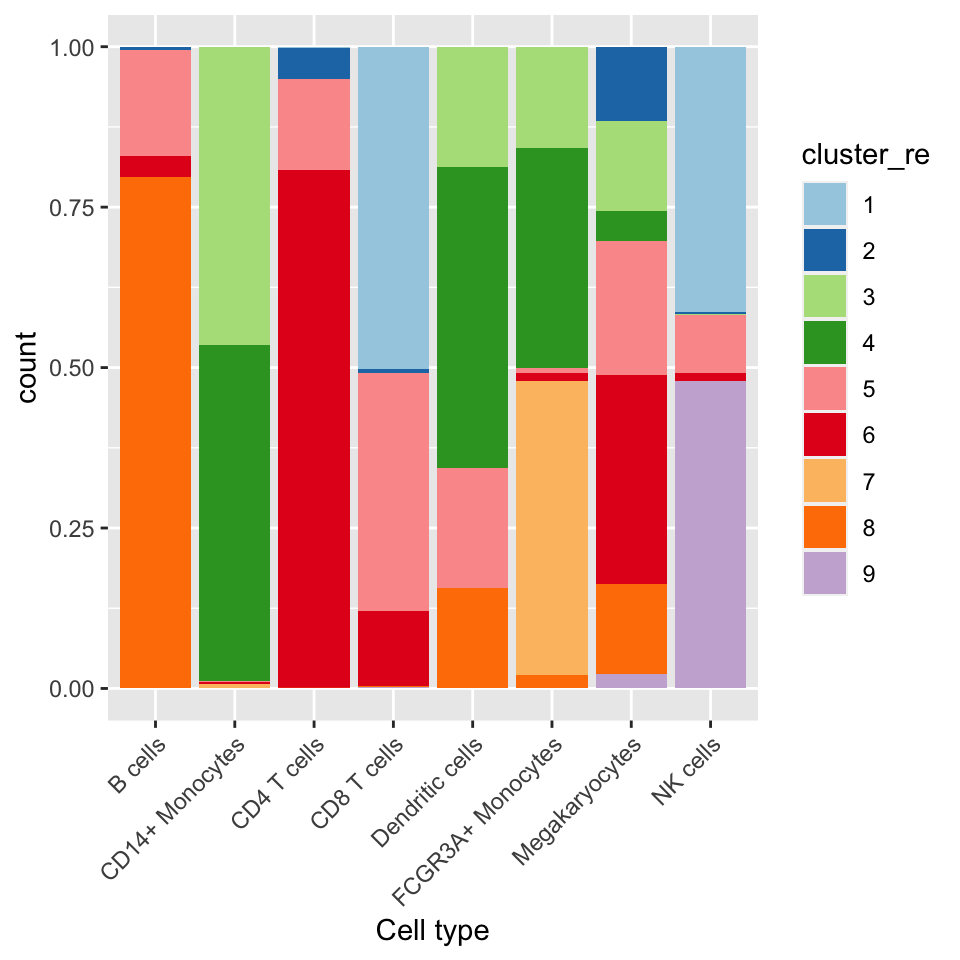 1.00
0.75
0.50
0.25
0.00
count
B cells
CD14+ Monocytes
CD4 T cells
CD8 T cells
Dendritic cells
FCGR3A+ Monocytes
Megakaryocytes
NK cells
Cell type
cluster_re
1
2
3
4
5
6
7
8
9